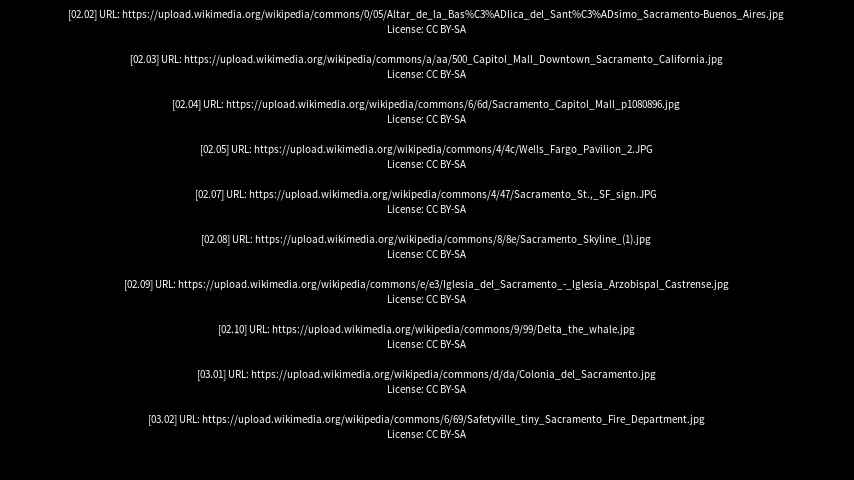 [02.02] URL: https://upload.wikimedia.org/wikipedia/commons/0/05/Altar_de_la_Bas%C3%ADlica_del_Sant%C3%ADsimo_Sacramento-Buenos_Aires.jpg
License: CC BY-SA
[02.03] URL: https://upload.wikimedia.org/wikipedia/commons/a/aa/500_Capitol_Mall_Downtown_Sacramento_California.jpg
License: CC BY-SA
[02.04] URL: https://upload.wikimedia.org/wikipedia/commons/6/6d/Sacramento_Capitol_Mall_p1080896.jpg
License: CC BY-SA
[02.05] URL: https://upload.wikimedia.org/wikipedia/commons/4/4c/Wells_Fargo_Pavilion_2.JPG
License: CC BY-SA
[02.07] URL: https://upload.wikimedia.org/wikipedia/commons/4/47/Sacramento_St.,_SF_sign.JPG
License: CC BY-SA
[02.08] URL: https://upload.wikimedia.org/wikipedia/commons/8/8e/Sacramento_Skyline_(1).jpg
License: CC BY-SA
[02.09] URL: https://upload.wikimedia.org/wikipedia/commons/e/e3/Iglesia_del_Sacramento_-_Iglesia_Arzobispal_Castrense.jpg
License: CC BY-SA
[02.10] URL: https://upload.wikimedia.org/wikipedia/commons/9/99/Delta_the_whale.jpg
License: CC BY-SA
[03.01] URL: https://upload.wikimedia.org/wikipedia/commons/d/da/Colonia_del_Sacramento.jpg
License: CC BY-SA
[03.02] URL: https://upload.wikimedia.org/wikipedia/commons/6/69/Safetyville_tiny_Sacramento_Fire_Department.jpg
License: CC BY-SA